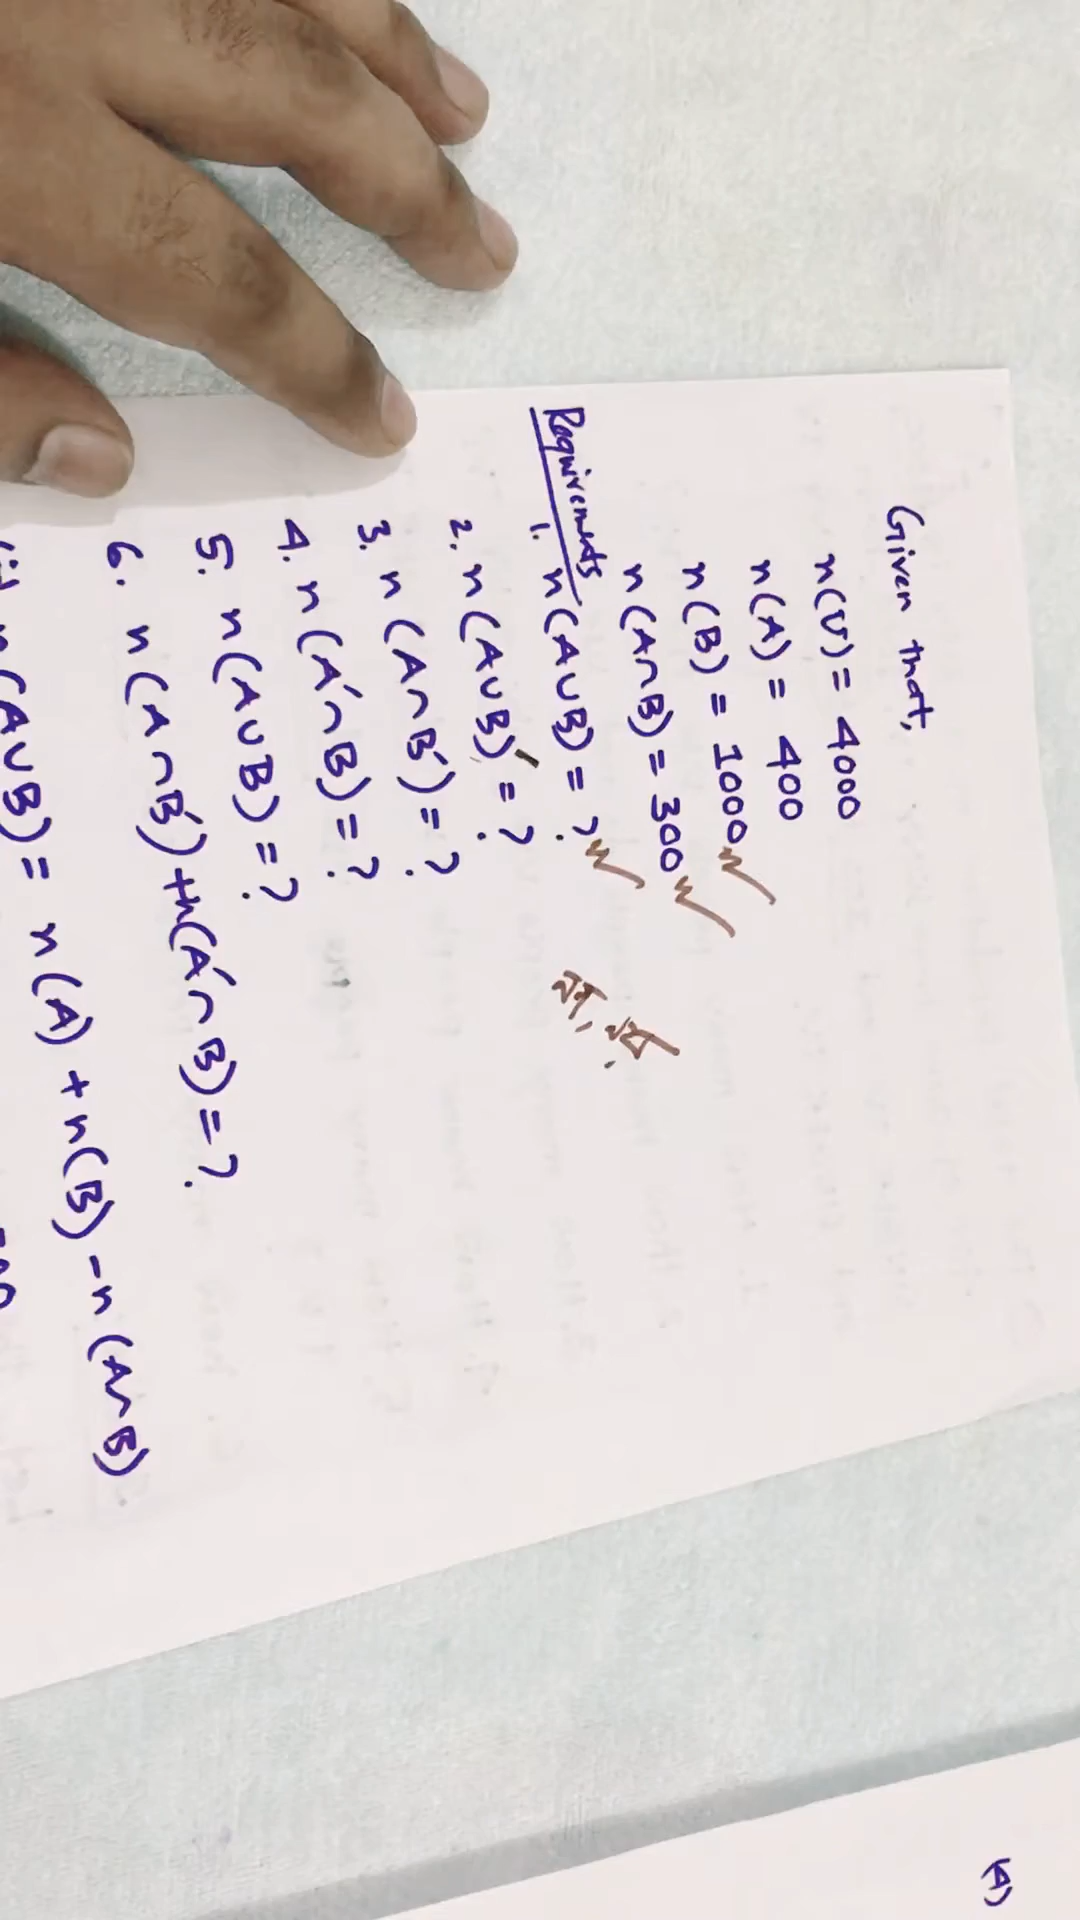 Given that,
n(U) = 4000
n(A) = 400
n(B) = 1000
n(A∩B) = 300
Requirements
1. n(A∪B) = ?
2. n(A∪B)′ = ?
3. n(A∩B′) = ?
4. n(A′∩B) = ?
5. n(A∪B) = ?
6. n(A∩B′) + n(A′∩B) = ?
n(A∪B) = n(A) + n(B) - n(A∩B)